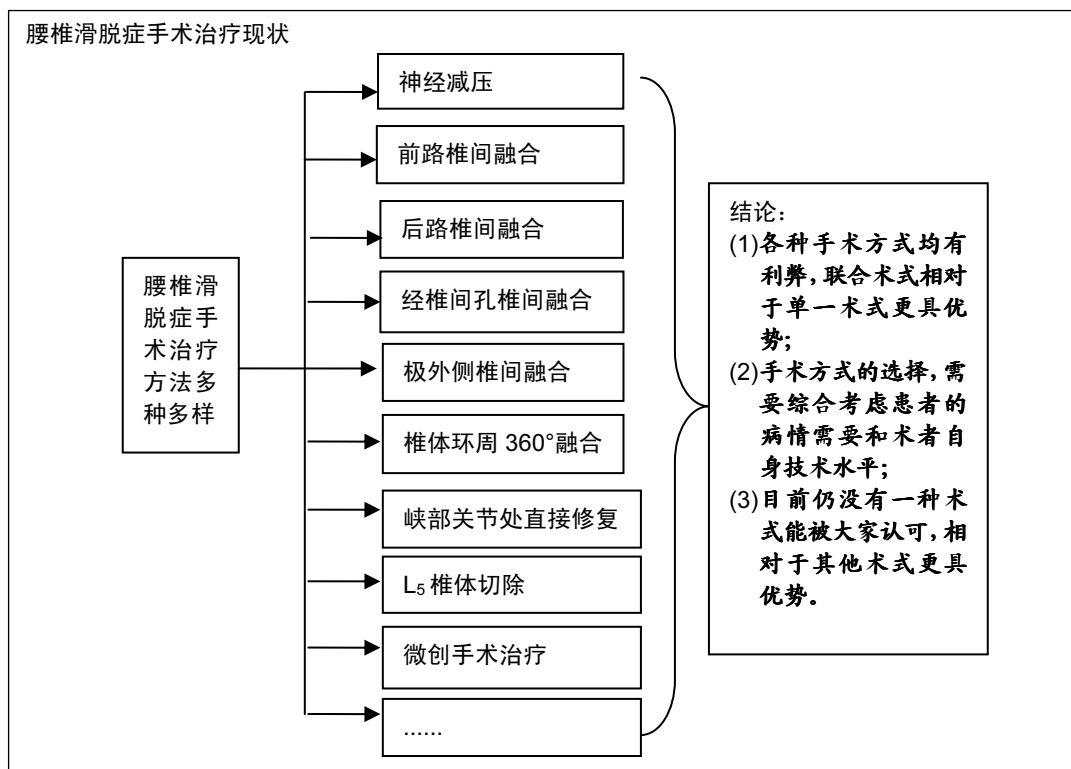 腰椎滑脱症手术治疗现状
腰椎滑
脱症手
术治疗
方法多
种多样
神经减压
前路椎间融合
后路椎间融合
经椎间孔椎间融合
极外侧椎间融合
椎体环周 360°融合
峡部关节处直接修复
L₅ 椎体切除
微创手术治疗
......
结论：
(1)各种手术方式均有
利弊，联合术式相对
于单一术式更具优
势；
(2)手术方式的选择，需
要综合考虑患者的
病情需要和术者自
身技术水平；
(3)目前仍没有一种术
式能被大家认可，相
对于其他术式更具
优势。